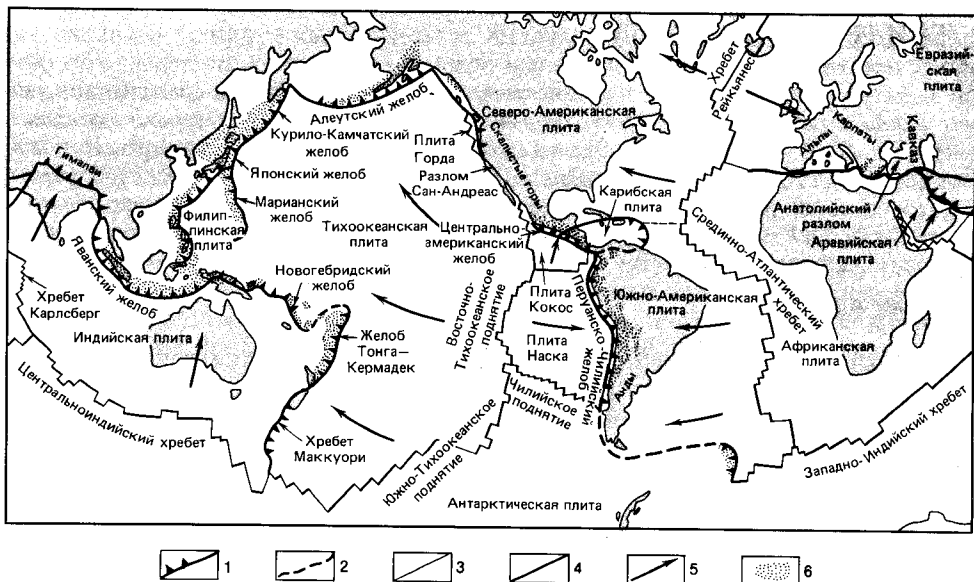 Хребет
Рейкьянес
Евразий-
ская
плита
Алеутский желоб
Северо-Американская
плита
Курило-Камчатский
желоб
Плита
Горда
Скалистые горы
Карпаты
Альпы
Кавказ
Гималаи
Японский желоб
Разлом
Сан-Андреас
Карибская
плита
Марианский
желоб
Филип-
пинская
плита
Тихоокеанская
плита
Центрально-
американский
желоб
Срединно-Атлантический
хребет
Анатолийский
разлом
Аравийская
плита
Яванский желоб
Новогебридский
желоб
Хребет
Карлсберг
Восточно-
Тихоокеанское
поднятие
Плита
Кокос
Перуанско-Чилийский
желоб
Южно-Американская
плита
Индийская плита
Желоб
Тонга—
Кермадек
Плита
Наска
Африканская
плита
Анды
Чилийское
поднятие
Центральноиндийский хребет
Хребет
Маккуори
Южно-Тихоокеанское
поднятие
Западно-Индийский хребет
Антарктическая плита
1 2 3 4 5 6